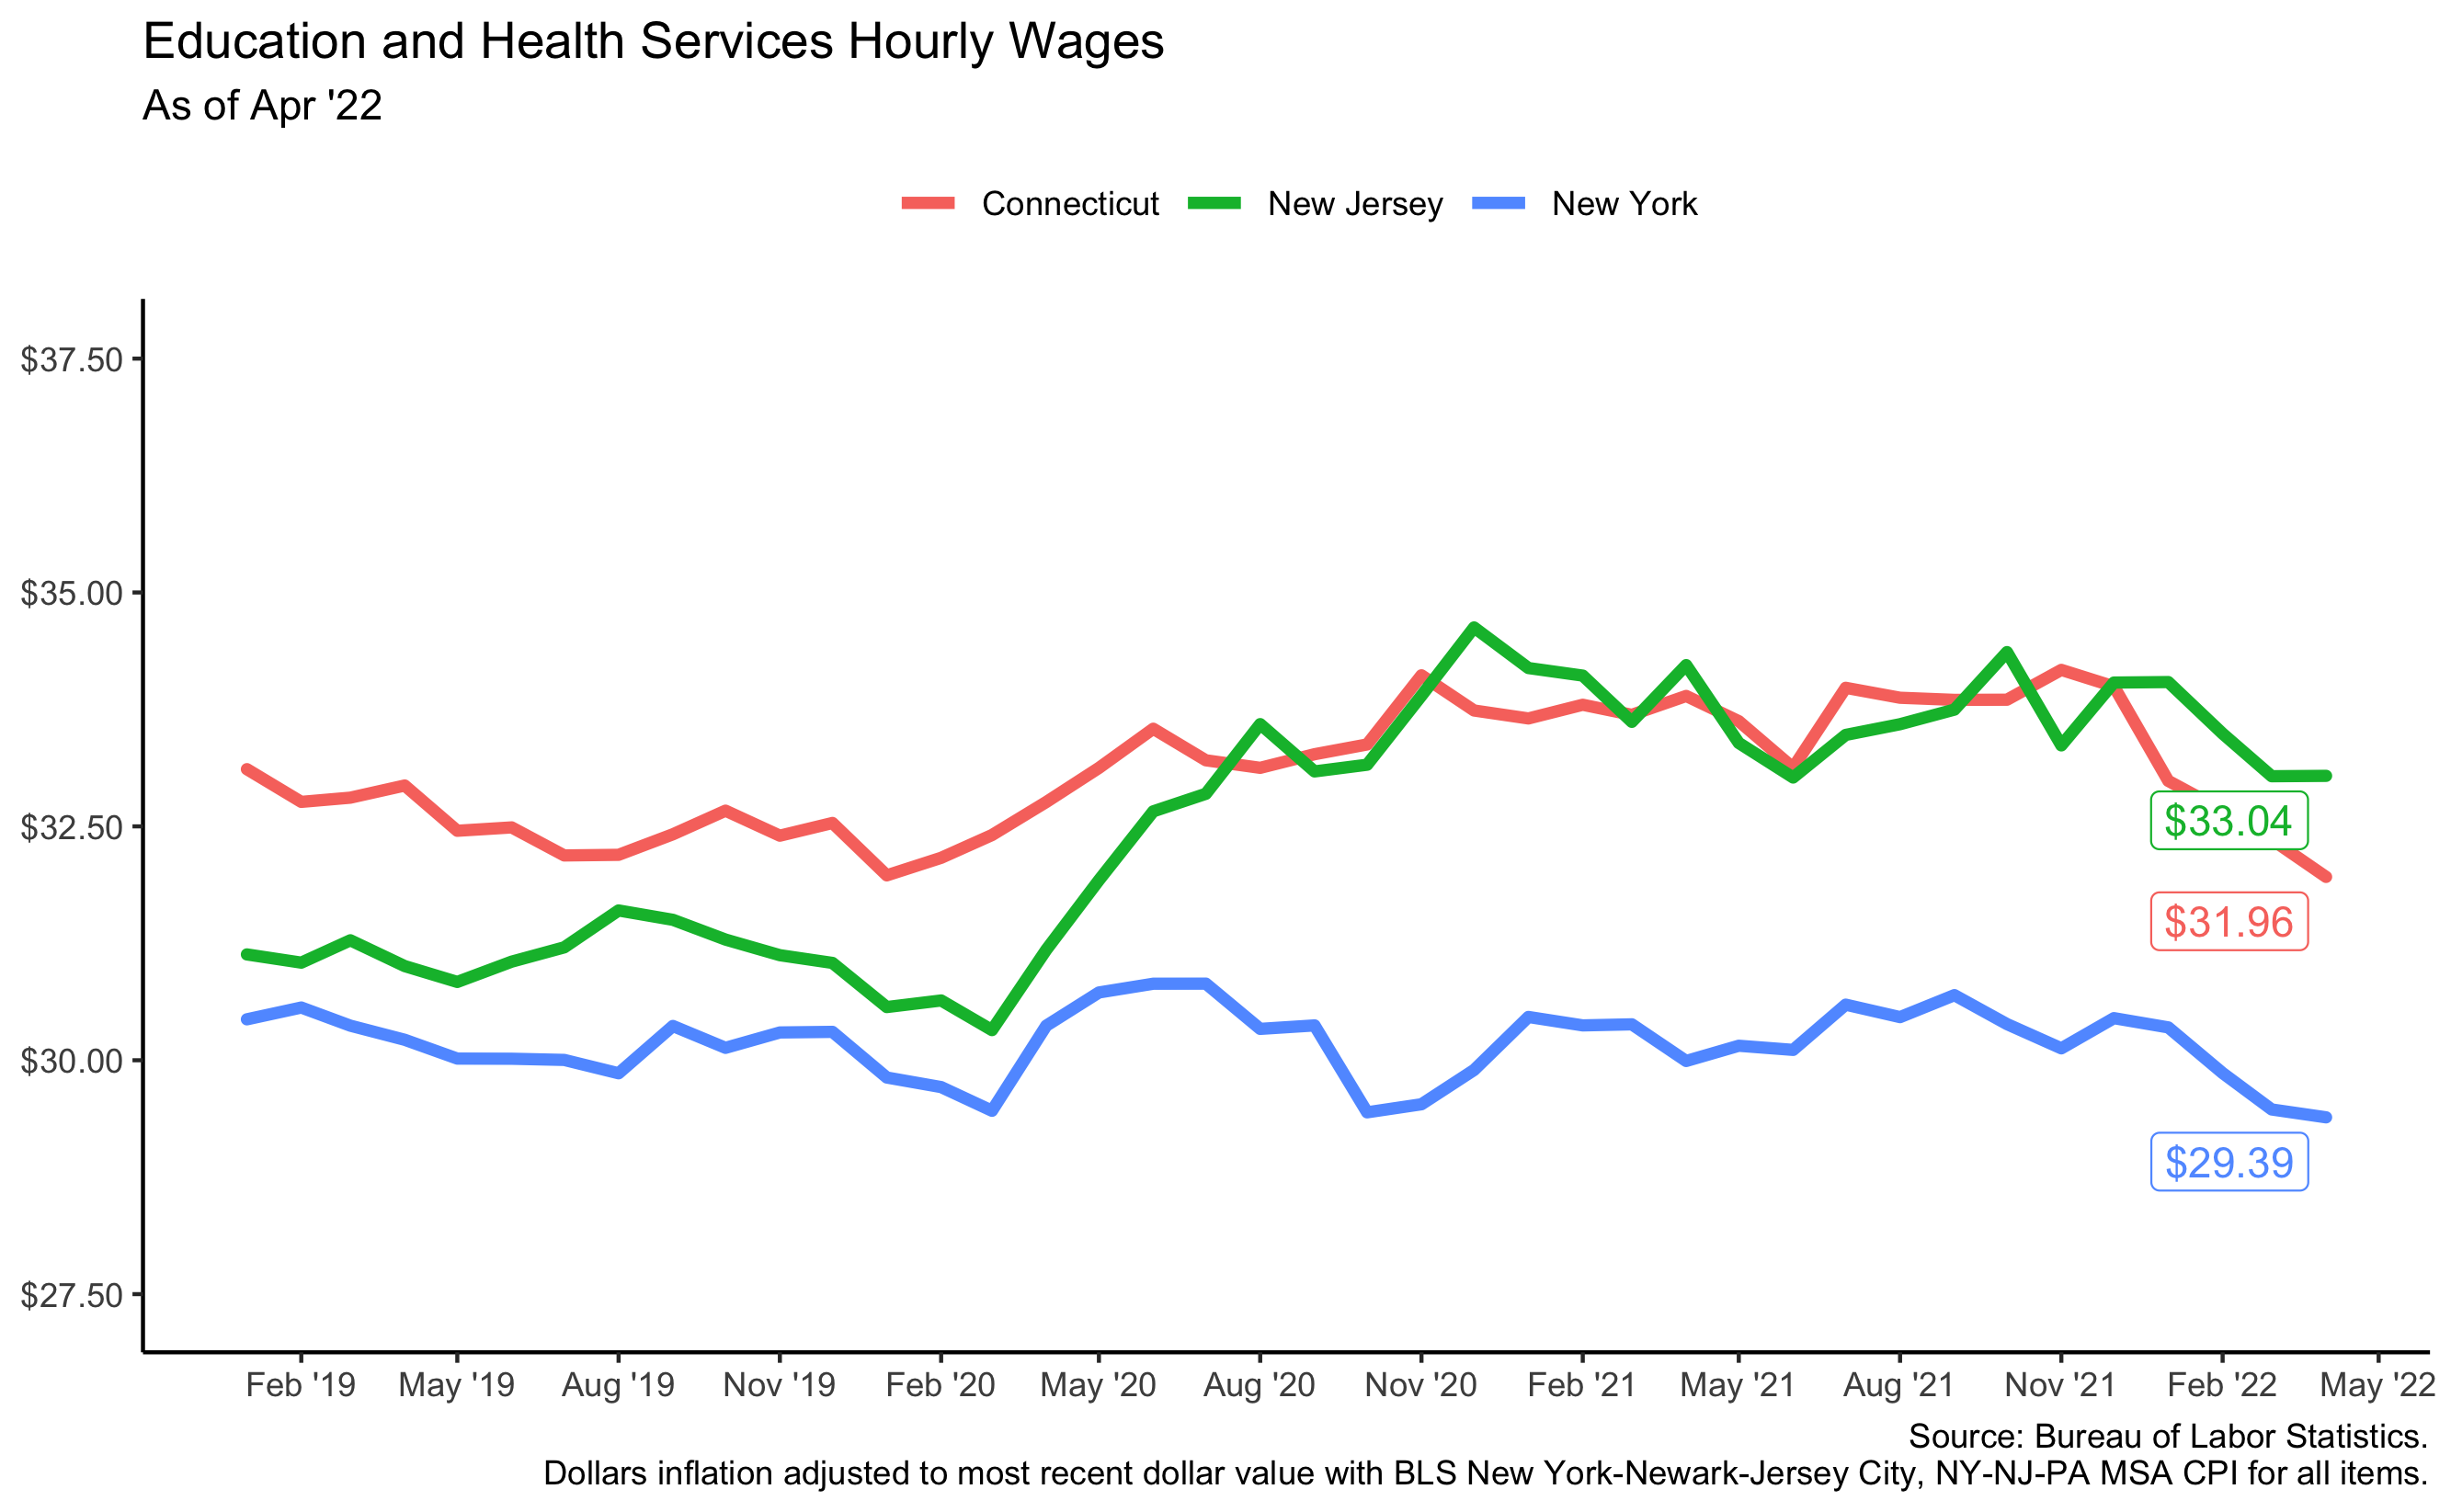 Education and Health Services Hourly Wages
As of Apr '22
Connecticut New Jersey New York
$37.50
$35.00
$32.50
$30.00
$27.50
$33.04
$31.96
$29.39
Feb '19 May '19 Aug '19 Nov '19 Feb '20 May '20 Aug '20 Nov '20 Feb '21 May '21 Aug '21 Nov '21 Feb '22 May '22
Source: Bureau of Labor Statistics.
Dollars inflation adjusted to most recent dollar value with BLS New York-Newark-Jersey City, NY-NJ-PA MSA CPI for all items.